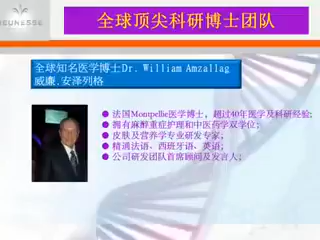 JEUNESSE
全球顶尖科研博士团队
全球知名医学博士Dr. William Amzallag
威廉.安泽列格
● 法国Montpellie医学博士，超过40年医学及科研经验;
● 拥有麻醉重症护理和中医药学双学位;
● 皮肤及营养学专业研发专家;
● 精通法语、西班牙语、英语;
● 公司研发团队首席顾问及发言人;